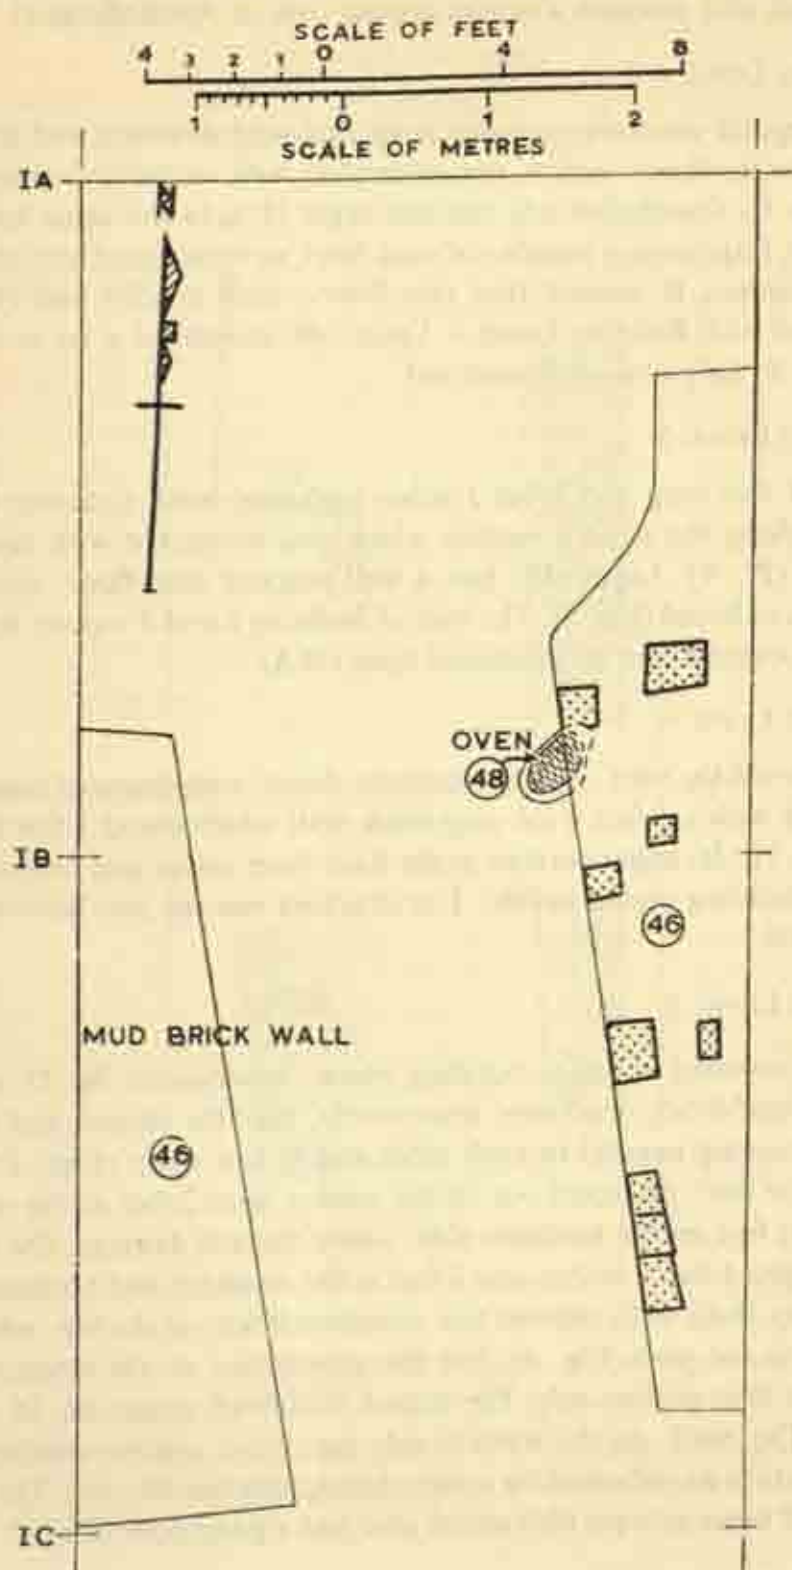 SCALE OF FEET
4 3 2 1 0 4 8
1 0 1 2
SCALE OF METRES
IA
OVEN
48
IB
46
MUD BRICK WALL
46
IC